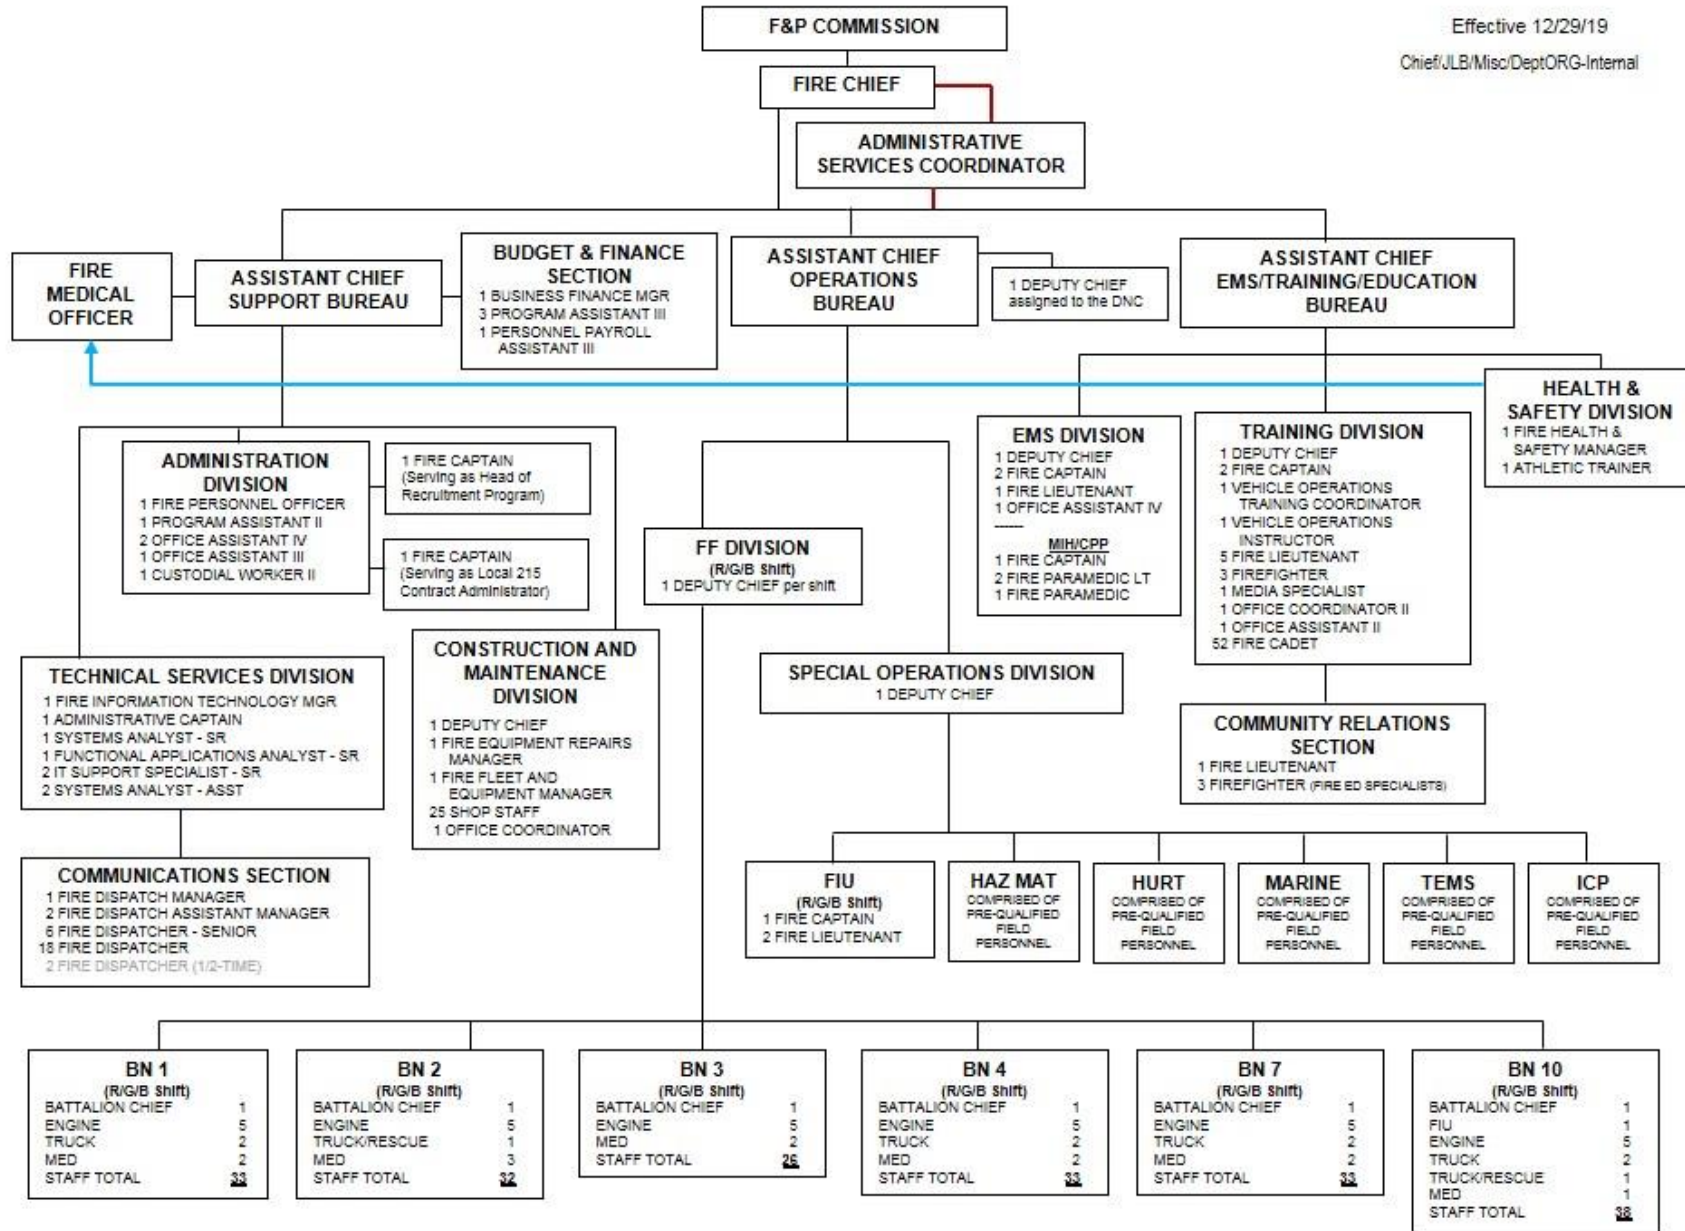 F&P COMMISSION
Effective 12/29/19
Chief/JLB/Misc/DeptORG-Internal
FIRE CHIEF
ADMINISTRATIVE
SERVICES COORDINATOR
FIRE
MEDICAL
OFFICER
ASSISTANT CHIEF
SUPPORT BUREAU
BUDGET & FINANCE
SECTION
1 BUSINESS FINANCE MGR
3 PROGRAM ASSISTANT III
1 PERSONNEL PAYROLL
ASSISTANT III
ASSISTANT CHIEF
OPERATIONS
BUREAU
1 DEPUTY CHIEF
assigned to the DNC
ASSISTANT CHIEF
EMS/TRAINING/EDUCATION
BUREAU
HEALTH &
SAFETY DIVISION
1 FIRE HEALTH &
SAFETY MANAGER
1 ATHLETIC TRAINER
ADMINISTRATION
DIVISION
1 FIRE PERSONNEL OFFICER
1 PROGRAM ASSISTANT II
2 OFFICE ASSISTANT IV
1 OFFICE ASSISTANT III
1 CUSTODIAL WORKER II
1 FIRE CAPTAIN
(Serving as Head of
Recruitment Program)
1 FIRE CAPTAIN
(Serving as Local 215
Contract Administrator)
FF DIVISION
(R/G/B Shift)
1 DEPUTY CHIEF per shift
EMS DIVISION
1 DEPUTY CHIEF
2 FIRE CAPTAIN
1 FIRE LIEUTENANT
1 OFFICE ASSISTANT IV
------
MIH/CPP
1 FIRE CAPTAIN
2 FIRE PARAMEDIC LT
1 FIRE PARAMEDIC
TRAINING DIVISION
1 DEPUTY CHIEF
2 FIRE CAPTAIN
1 VEHICLE OPERATIONS
TRAINING COORDINATOR
1 VEHICLE OPERATIONS
INSTRUCTOR
5 FIRE LIEUTENANT
3 FIREFIGHTER
1 MEDIA SPECIALIST
1 OFFICE COORDINATOR II
1 OFFICE ASSISTANT II
52 FIRE CADET
TECHNICAL SERVICES DIVISION
1 FIRE INFORMATION TECHNOLOGY MGR
1 ADMINISTRATIVE CAPTAIN
1 SYSTEMS ANALYST - SR
1 FUNCTIONAL APPLICATIONS ANALYST - SR
2 IT SUPPORT SPECIALIST - SR
2 SYSTEMS ANALYST - ASST
CONSTRUCTION AND
MAINTENANCE
DIVISION
1 DEPUTY CHIEF
1 FIRE EQUIPMENT REPAIRS
MANAGER
1 FIRE FLEET AND
EQUIPMENT MANAGER
25 SHOP STAFF
1 OFFICE COORDINATOR
SPECIAL OPERATIONS DIVISION
1 DEPUTY CHIEF
COMMUNITY RELATIONS
SECTION
1 FIRE LIEUTENANT
3 FIREFIGHTER (FIRE ED SPECIALISTS)
COMMUNICATIONS SECTION
1 FIRE DISPATCH MANAGER
2 FIRE DISPATCH ASSISTANT MANAGER
6 FIRE DISPATCHER - SENIOR
18 FIRE DISPATCHER
2 FIRE DISPATCHER (1/2-TIME)
FIU
(R/G/B Shift)
1 FIRE CAPTAIN
2 FIRE LIEUTENANT
HAZ MAT
COMPRISED OF
PRE-QUALIFIED
FIELD
PERSONNEL
HURT
COMPRISED OF
PRE-QUALIFIED
FIELD
PERSONNEL
MARINE
COMPRISED OF
PRE-QUALIFIED
FIELD
PERSONNEL
TEMS
COMPRISED OF
PRE-QUALIFIED
FIELD
PERSONNEL
ICP
COMPRISED OF
PRE-QUALIFIED
FIELD
PERSONNEL
BN 1
(R/G/B Shift)
BATTALION CHIEF 1
ENGINE 5
TRUCK 2
MED 2
STAFF TOTAL 33
BN 2
(R/G/B Shift)
BATTALION CHIEF 1
ENGINE 5
TRUCK/RESCUE 1
MED 3
STAFF TOTAL 32
BN 3
(R/G/B Shift)
BATTALION CHIEF 1
ENGINE 5
MED 2
STAFF TOTAL 26
BN 4
(R/G/B Shift)
BATTALION CHIEF 1
ENGINE 5
TRUCK 2
MED 2
STAFF TOTAL 33
BN 7
(R/G/B Shift)
BATTALION CHIEF 1
ENGINE 5
TRUCK 2
MED 2
STAFF TOTAL 33
BN 10
(R/G/B Shift)
BATTALION CHIEF 1
FIU 1
ENGINE 5
TRUCK 2
TRUCK/RESCUE 1
MED 1
STAFF TOTAL 38